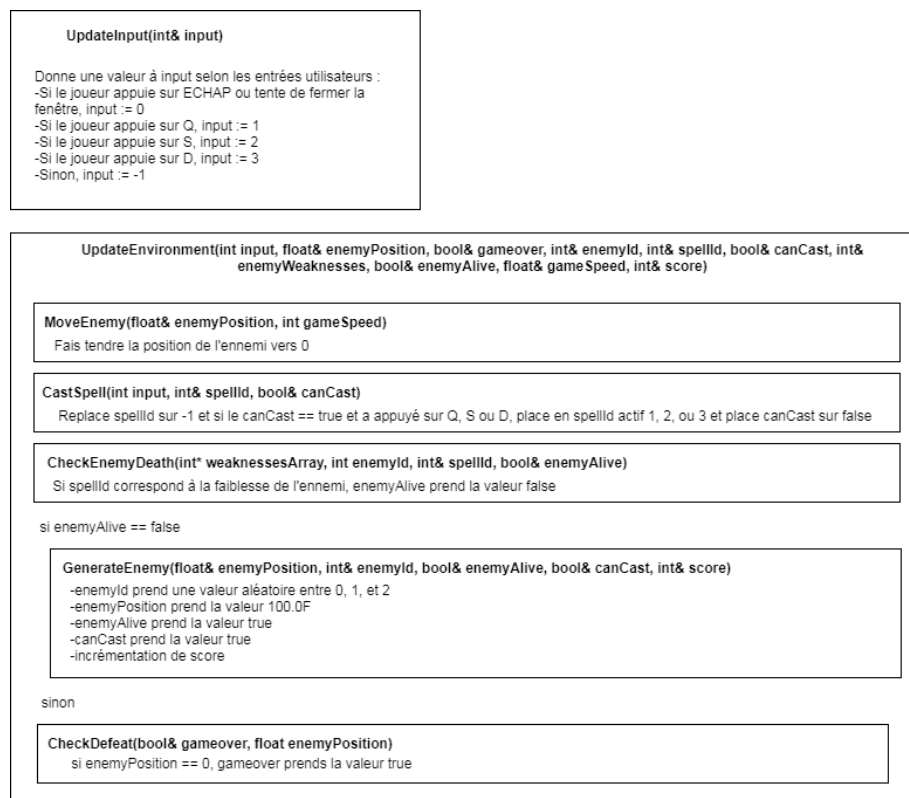 UpdateInput(int& input)
Donne une valeur à input selon les entrées utilisateurs :
-Si le joueur appuie sur ECHAP ou tente de fermer la
fenêtre, input := 0
-Si le joueur appuie sur Q, input := 1
-Si le joueur appuie sur S, input := 2
-Si le joueur appuie sur D, input := 3
-Sinon, input := -1
UpdateEnvironment(int input, float& enemyPosition, bool& gameover, int& enemyId, int& spellId, bool& canCast, int&
enemyWeaknesses, bool& enemyAlive, float& gameSpeed, int& score)
MoveEnemy(float& enemyPosition, int gameSpeed)
Fais tendre la position de l'ennemi vers 0
CastSpell(int input, int& spellId, bool& canCast)
Replace spellId sur -1 et si le canCast == true et a appuyé sur Q, S ou D, place en spellId actif 1, 2, ou 3 et place canCast sur false
CheckEnemyDeath(int* weaknessesArray, int enemyId, int& spellId, bool& enemyAlive)
Si spellId correspond à la faiblesse de l'ennemi, enemyAlive prend la valeur false
si enemyAlive == false
GenerateEnemy(float& enemyPosition, int& enemyId, bool& enemyAlive, bool& canCast, int& score)
-enemyId prend une valeur aléatoire entre 0, 1, et 2
-enemyPosition prend la valeur 100.0F
-enemyAlive prend la valeur true
-canCast prend la valeur true
-incrémentation de score
sinon
CheckDefeat(bool& gameover, float enemyPosition)
si enemyPosition == 0, gameover prends la valeur true